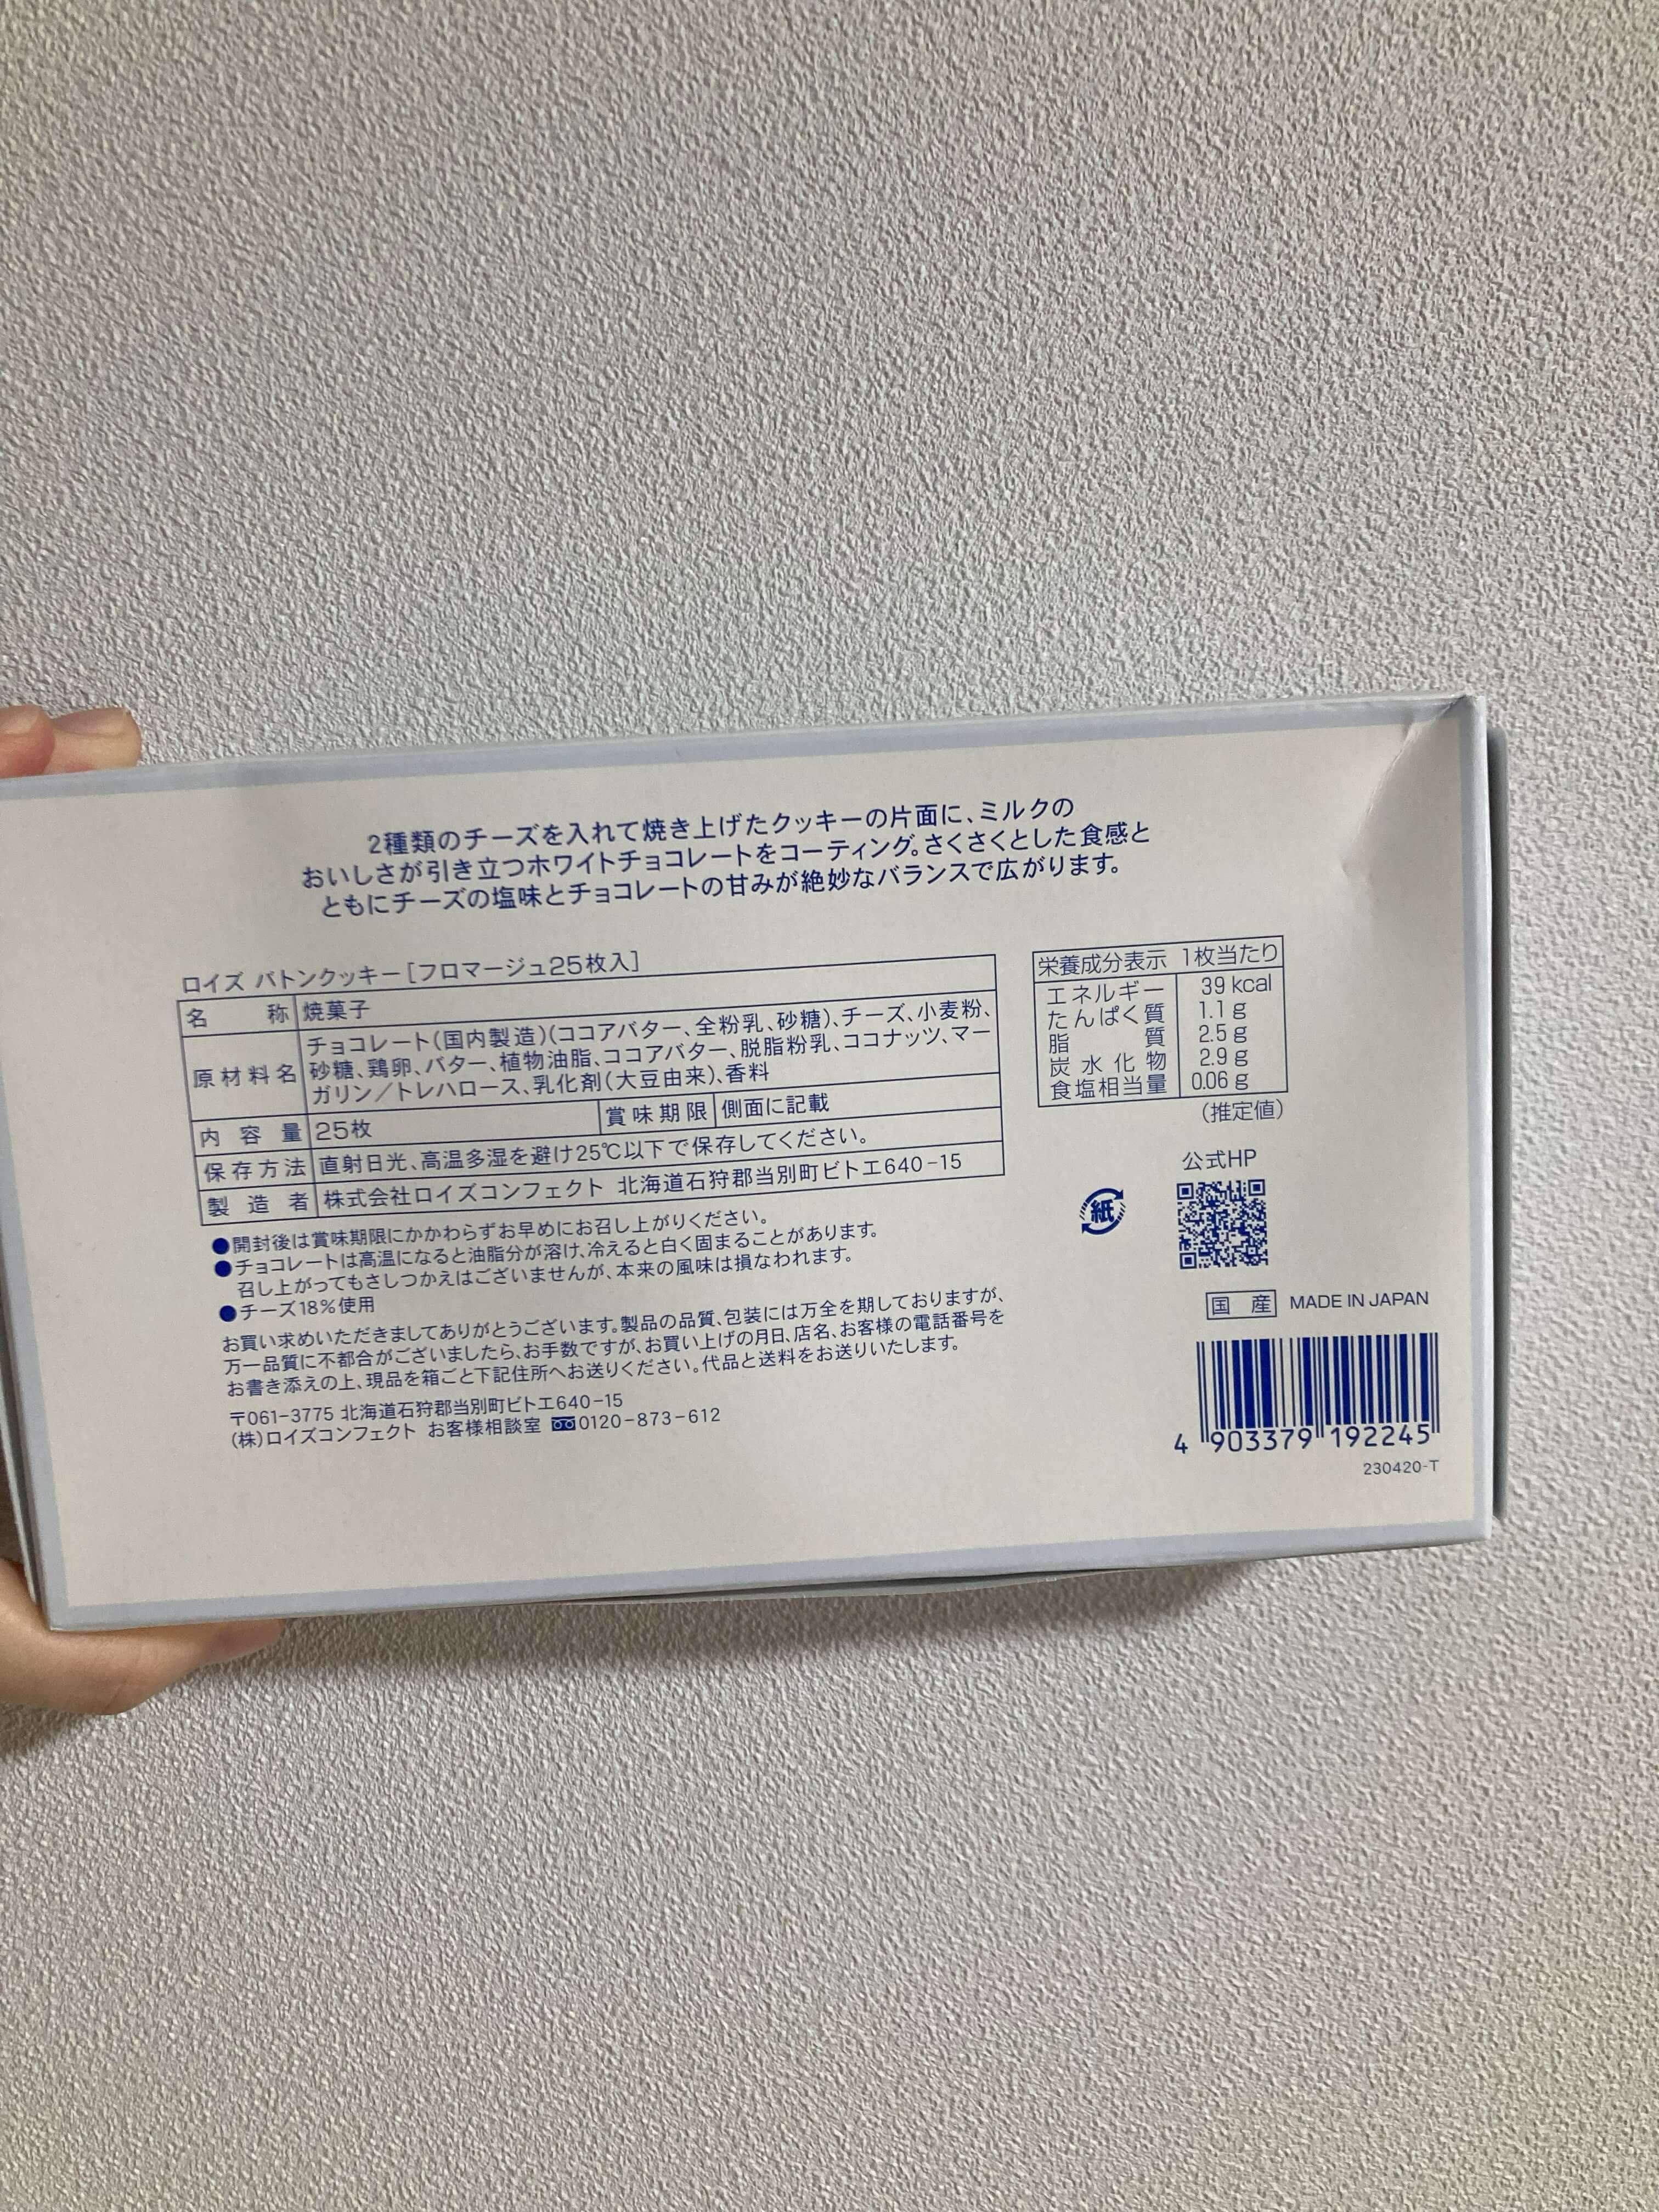 2種類のチーズを入れて焼き上げたクッキーの片面に、ミルクの
おいしさが引き立つホワイトチョコレートをコーティング。さくさくとした食感と
ともにチーズの塩味とチョコレートの甘みが絶妙なバランスで広がります。
ロイズ バトンクッキー[フロマージュ25枚入]
名 称 焼菓子
原材料名 チョコレート(国内製造)(ココアバター、全粉乳、砂糖)、チーズ、小麦粉、
砂糖、鶏卵、バター、植物油脂、ココアバター、脱脂粉乳、ココナッツ、マー
ガリン/トレハロース、乳化剤(大豆由来)、香料
内容量 25枚 賞味期限 側面に記載
保存方法 直射日光、高温多湿を避け25℃以下で保存してください。
製造者 株式会社ロイズコンフェクト 北海道石狩郡当別町ビトエ640-15
●開封後は賞味期限にかかわらずお早めにお召し上がりください。
●チョコレートは高温になると油脂分が溶け、冷えると白く固まることがあります。
召し上がってもさしつかえはございませんが、本来の風味は損なわれます。
●チーズ18%使用
お買い求めいただきましてありがとうございます。製品の品質、包装には万全を期しておりますが、
万一品質に不都合がございましたら、お手数ですが、お買い上げの月日、店名、お客様の電話番号を
お書き添えの上、現品を箱ごと下記住所へお送りください。代品と送料をお送りいたします。
〒061-3775 北海道石狩郡当別町ビトエ640-15
(株)ロイズコンフェクト お客様相談室 0120-873-612
栄養成分表示 1枚当たり
エネルギー 39 kcal
たんぱく質 1.1 g
脂質 2.5 g
炭水化物 2.9 g
食塩相当量 0.06 g
(推定値)
公式HP
紙
国 産 MADE IN JAPAN
4 903379 192245
230420-T